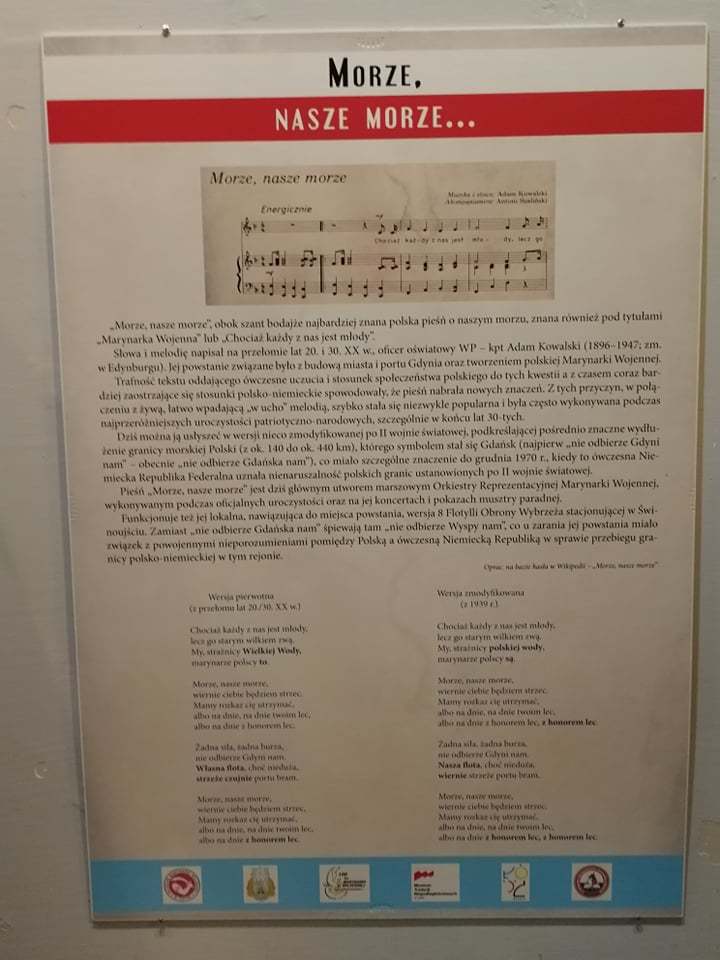 MORZE,
NASZE MORZE...
Morze, nasze morze
Muzyka i słowa: Adam Kowalski
Akompaniament: Antoni
Energicznie
mf
Chociaż każ-dy z nas jest mło - dy, lecz go
mf
„Morze, nasze morze”, obok szant bodajże najbardziej znana polska pieśń o naszym morzu, znana również pod tytułami
„Marynarka Wojenna” lub „Chociaż każdy z nas jest młody”.
Słowa i melodię napisał na przełomie lat 20. i 30. XX w., oficer oświatowy WP – kpt Adam Kowalski (1896–1947; zm.
w Edynburgu). Jej powstanie związane było z budową miasta i portu Gdynia oraz tworzeniem polskiej Marynarki Wojennej.
Trafność tekstu oddającego ówczesne uczucia i stosunek społeczeństwa polskiego do tych kwestii a z czasem coraz bar-
dziej zaostrzające się stosunki polsko-niemieckie spowodowały, że pieśń nabrała nowych znaczeń. Z tych przyczyn, w połą-
czeniu z żywą, łatwo wpadającą „w ucho” melodią, szybko stała się niezwykle popularna i była często wykonywana podczas
najprzeróżniejszych uroczystości patriotyczno-narodowych, szczególnie w końcu lat 30-tych.
Dziś można ją usłyszeć w wersji nieco zmodyfikowanej po II wojnie światowej, podkreślającej pośrednio znaczne wydłu-
żenie granicy morskiej Polski (z ok. 140 do ok. 440 km), którego symbolem stał się Gdańsk (najpierw „nie odbierze Gdyni
nam” – obecnie „nie odbierze Gdańska nam”), co miało szczególne znaczenie do grudnia 1970 r., kiedy to ówczesna Nie-
miecka Republika Federalna uznała nienaruszalność polskich granic ustanowionych po II wojnie światowej.
Pieśń „Morze, nasze morze” jest dziś głównym utworem marszowym Orkiestry Reprezentacyjnej Marynarki Wojennej,
wykonywanym podczas oficjalnych uroczystości oraz na jej koncertach i pokazach musztry paradnej.
Funkcjonuje też jej lokalna, nawiązująca do miejsca powstania, wersja 8 Flotylli Obrony Wybrzeża stacjonującej w Świ-
noujściu. Zamiast „nie odbierze Gdańska nam” śpiewają tam „nie odbierze Wyspy nam”, co u zarania jej powstania miało
związek z powojennymi nieporozumieniami pomiędzy Polską a ówczesną Niemiecką Republiką w sprawie przebiegu gra-
nicy polsko-niemieckiej w tym rejonie.
Oprac. na bazie hasła w Wikipedii – „Morze, nasze morze”
Wersja pierwotna
(z przełomu lat 20./30. XX w.)
Chociaż każdy z nas jest młody,
lecz go starym wilkiem zwą,
My, strażnicy Wielkiej Wody,
marynarze polscy to.
Morze, nasze morze,
wiernie ciebie będziem strzec.
Mamy rozkaz cię utrzymać,
albo na dnie, na dnie twoim lec,
albo na dnie z honorem lec.
Żadna siła, żadna burza,
nie odbierze Gdyni nam.
Własna flota, choć nieduża,
strzeże czujnie portu bram.
Morze, nasze morze,
wiernie ciebie będziem strzec,
Mamy rozkaz cię utrzymać,
albo na dnie, na dnie twoim lec,
albo na dnie z honorem lec.
Wersja zmodyfikowana
(z 1939 r.)
Chociaż każdy z nas jest młody,
lecz go starym wilkiem zwą,
My, strażnicy polskiej wody,
marynarze polscy są.
Morze, nasze morze,
wiernie ciebie będziem strzec.
Mamy rozkaz cię utrzymać,
albo na dnie, na dnie twoim lec,
albo na dnie z honorem lec, z honorem lec.
Żadna siła, żadna burza,
nie odbierze Gdyni nam.
Nasza flota, choć nieduża,
wiernie strzeże portu bram.
Morze, nasze morze,
wiernie ciebie będziem strzec.
Mamy rozkaz cię utrzymać,
albo na dnie, na dnie twoim lec,
albo na dnie z honorem lec, z honorem lec.